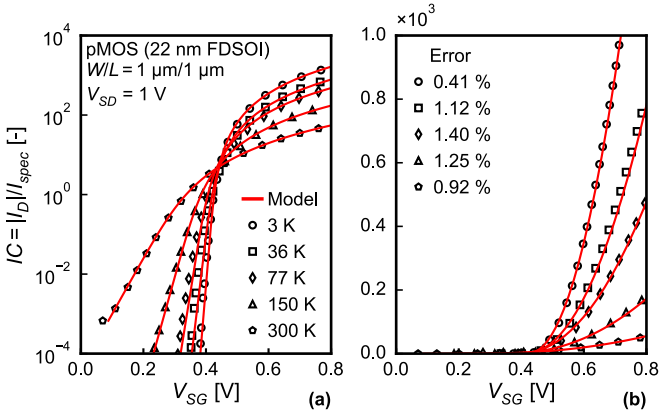 pMOS (22 nm FDSOI)
W/L = 1 μm/1 μm
V_SD = 1 V
IC = |I_D|/I_spec [-]
10^4
10^2
10^0
10^−2
10^−4
Model
3 K
36 K
77 K
150 K
300 K
0.0 0.2 0.4 0.6 0.8
V_SG [V]
(a)
×10^3
1.0
0.8
0.6
0.4
0.2
0.0
Error
0.41 %
1.12 %
1.40 %
1.25 %
0.92 %
0.0 0.2 0.4 0.6 0.8
V_SG [V]
(b)